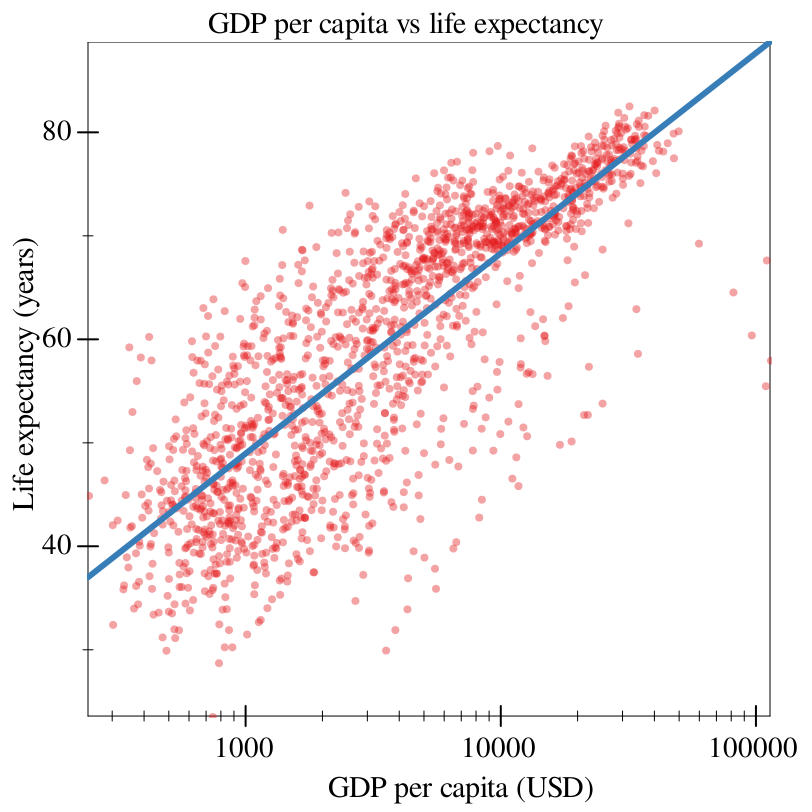 GDP per capita vs life expectancy
Life expectancy (years)
80
60
40
1000
10000
100000
GDP per capita (USD)